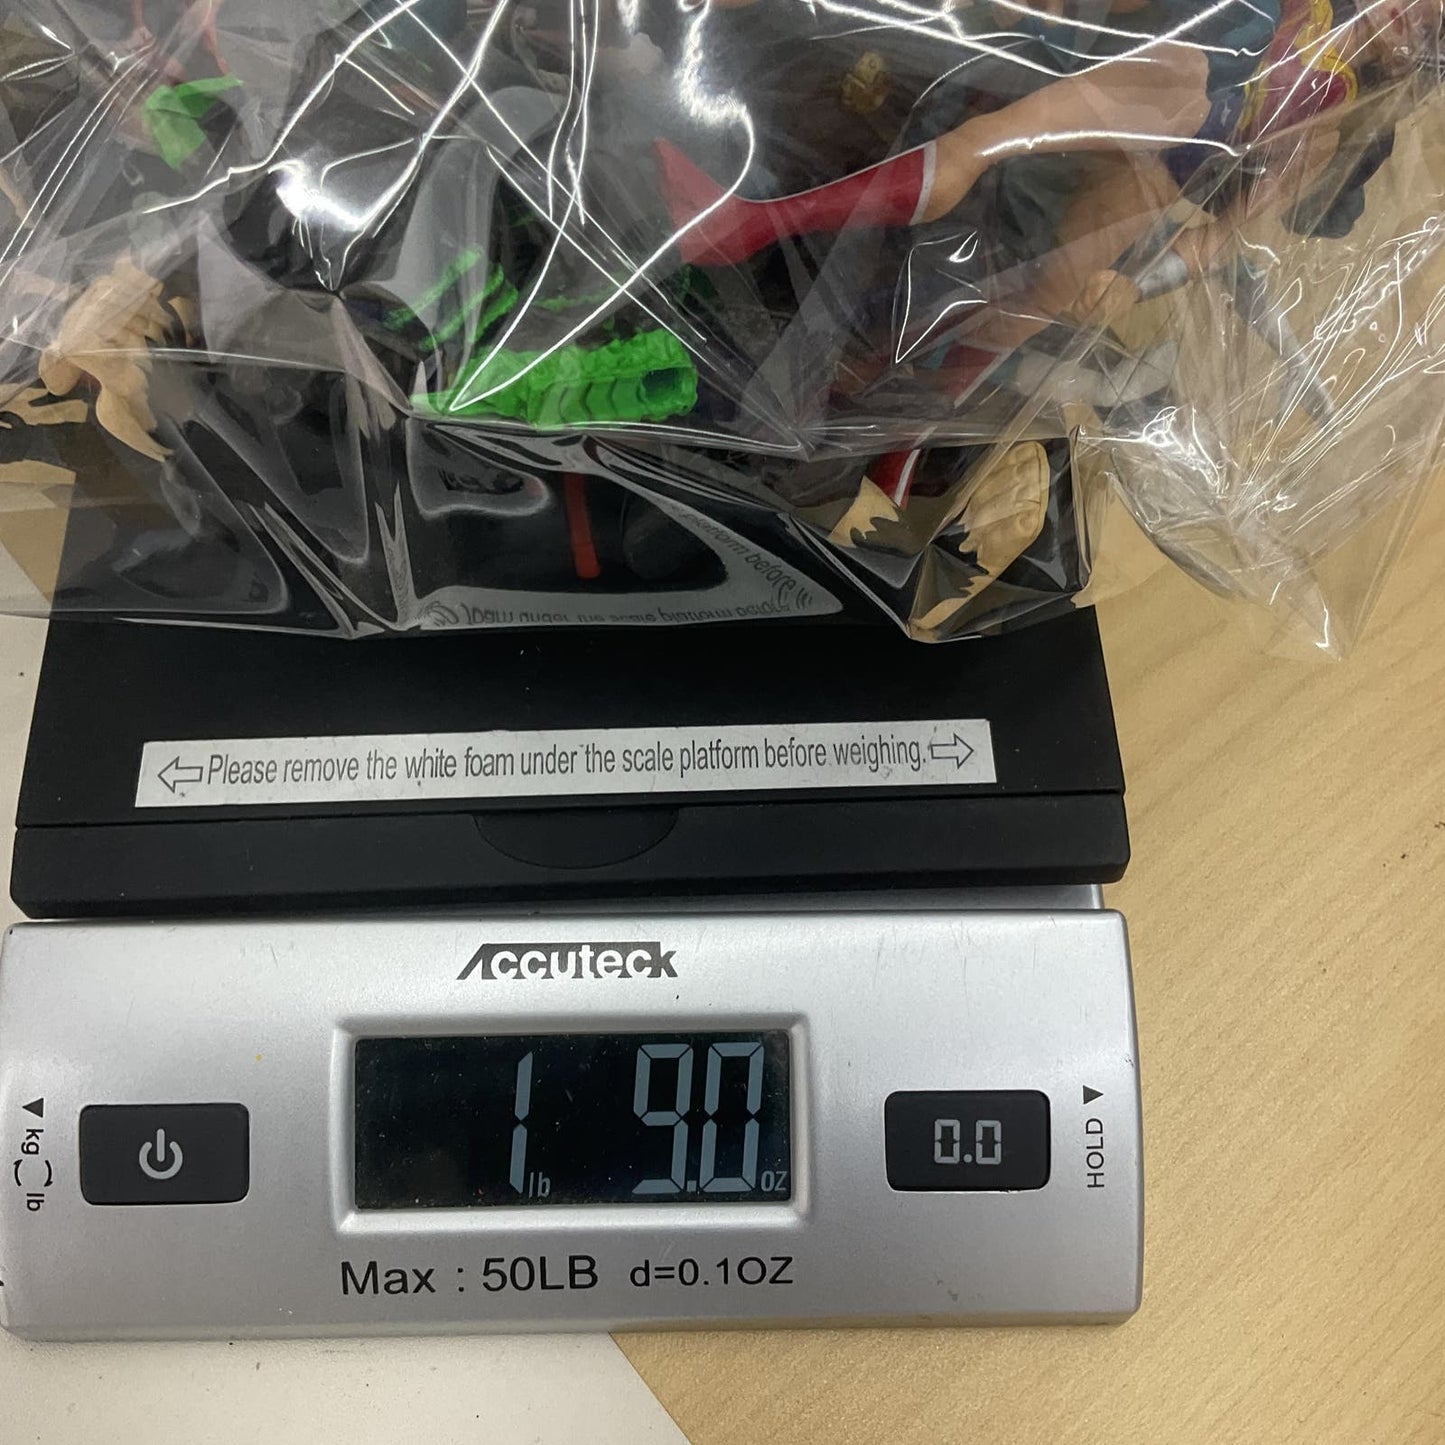 Please remove the white foam under the scale platform before weighing.
Accuteck
1 lb 9.0 oz
0.0
kg lb
HOLD
Max : 50LB d=0.1OZ